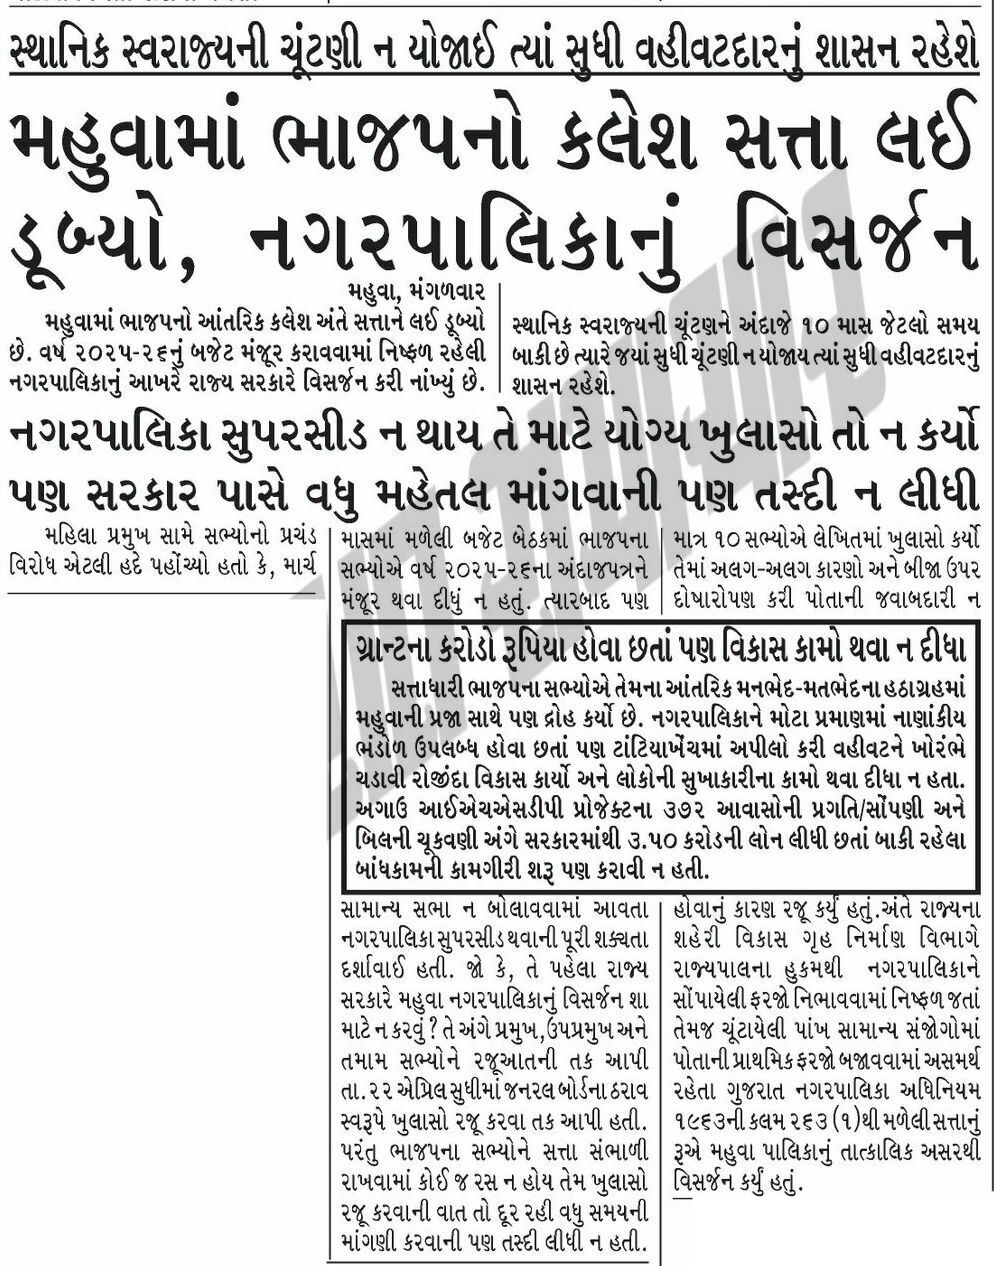 સ્થાનિક સ્વરાજ્યની ચૂંટણી ન યોજાઈ ત્યાં સુધી વહીવટદારનું શાસન રહેશે
મહુવામાં ભાજપનો કલેશ સત્તા લઈ
ડૂબ્યો, નગરપાલિકાનું વિસર્જન
મહુવા, મંગળવાર
મહુવામાં ભાજપનો આંતરિક કલેશ અંતે સત્તાને લઈ ડૂબ્યો
છે. વર્ષ ૨૦૨૫-૨૬નું બજેટ મંજૂર કરાવવામાં નિષ્ફળ રહેલી
નગરપાલિકાનું આખરે રાજ્ય સરકારે વિસર્જન કરી નાંખ્યું છે.
સ્થાનિક સ્વરાજ્યની ચૂંટણને અંદાજે ૧૦ માસ જેટલો સમય
બાકી છે ત્યારે જયાં સુધી ચૂંટણી ન યોજાય ત્યાં સુધી વહીવટદારનું
શાસન રહેશે.
નગરપાલિકા સુપરસીડ ન થાય તે માટે યોગ્ય ખુલાસો તો ન કર્યો
પણ સરકાર પાસે વધુ મહેતલ માંગવાની પણ તસ્દી ન લીધી
મહિલા પ્રમુખ સામે સભ્યોનો પ્રચંડ
વિરોધ એટલી હદે પહોંચ્યો હતો કે, માર્ચ
માસમાં મળેલી બજેટ બેઠકમાં ભાજપના
સભ્યોએ વર્ષ ૨૦૨૫-૨૬ના અંદાજપત્રને
મંજૂર થવા દીધું ન હતું. ત્યારબાદ પણ
સામાન્ય સભા ન બોલાવવામાં આવતા
નગરપાલિકા સુપરસીડ થવાની પૂરી શક્યતા
દર્શાવાઈ હતી. જો કે, તે પહેલા રાજ્ય
સરકારે મહુવા નગરપાલિકાનું વિસર્જન શા
માટે ન કરવું? તે અંગે પ્રમુખ,ઉપપ્રમુખ અને
તમામ સભ્યોને રજૂઆતની તક આપી
તા.૨૨ એપ્રિલ સુધીમાં જનરલ બોર્ડના ઠરાવ
સ્વરૂપે ખુલાસો રજૂ કરવા તક આપી હતી.
પરંતુ ભાજપના સભ્યોને સત્તા સંભાળી
રાખવામાં કોઈ જ રસ ન હોય તેમ ખુલાસો
રજૂ કરવાની વાત તો દૂર રહી વધુ સમયની
માંગણી કરવાની પણ તસ્દી લીધી ન હતી.
માત્ર ૧૦ સભ્યોએ લેખિતમાં ખુલાસો કર્યો
તેમાં અલગ-અલગ કારણો અને બીજા ઉપર
દોષારોપણ કરી પોતાની જવાબદારી ન
હોવાનું કારણ રજૂ કર્યું હતું.અંતે રાજ્યના
શહેરી વિકાસ ગૃહ નિર્માણ વિભાગે
રાજ્યપાલના હુકમથી નગરપાલિકાને
સોંપાયેલી ફરજો નિભાવવામાં નિષ્ફળ જતાં
તેમજ ચૂંટાયેલી પાંખ સામાન્ય સંજોગોમાં
પોતાની પ્રાથમિક ફરજો બજાવવામાં અસમર્થ
રહેતા ગુજરાત નગરપાલિકા અધિનિયમ
૧૯૬૩ની કલમ ૨૬૩ (૧)થી મળેલી સત્તાનું
રૂએ મહુવા પાલિકાનું તાત્કાલિક અસરથી
વિસર્જન કર્યું હતું.
ગ્રાન્ટના કરોડો રૂપિયા હોવા છતાં પણ વિકાસ કામો થવા ન દીધા
સત્તાધારી ભાજપના સભ્યોએ તેમના આંતરિક મનભેદ-મતભેદના હઠાગ્રહમાં
મહુવાની પ્રજા સાથે પણ દ્રોહ કર્યો છે. નગરપાલિકાને મોટા પ્રમાણમાં નાણાંકીય
ભંડોળ ઉપલબ્ધ હોવા છતાં પણ ટાંટિયાખેંચમાં અપીલો કરી વહીવટને ખોરંભે
ચડાવી રોજીંદા વિકાસ કાર્યો અને લોકોની સુખાકારીના કામો થવા દીધા ન હતા.
અગાઉ આઈએચએસડીપી પ્રોજેક્ટના ૩૭૨ આવાસોની પ્રગતિ/સોંપણી અને
બિલની ચૂકવણી અંગે સરકારમાંથી ૩.૫૦ કરોડની લોન લીધી છતાં બાકી રહેલા
બાંધકામની કામગીરી શરૂ પણ કરાવી ન હતી.